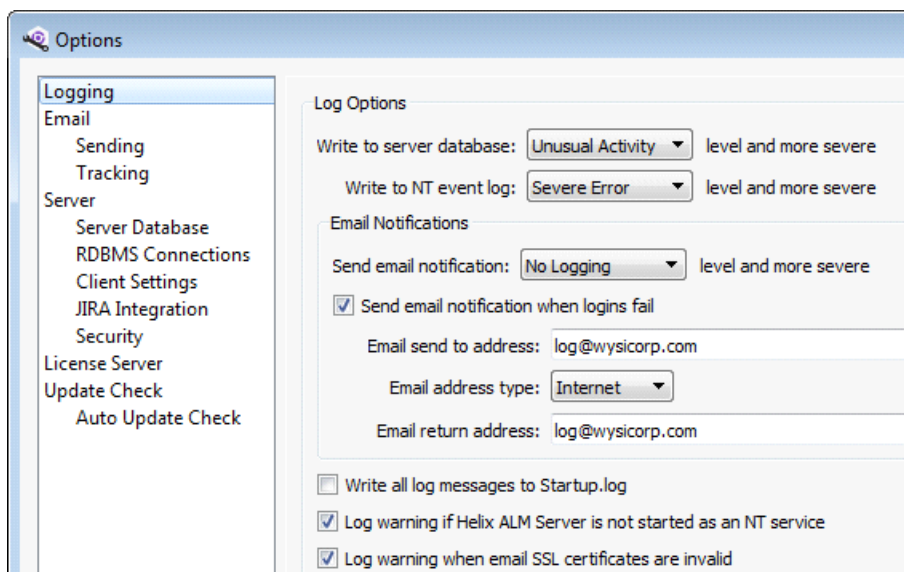 Options
Logging
Email
Sending
Tracking
Server
Server Database
RDBMS Connections
Client Settings
JIRA Integration
Security
License Server
Update Check
Auto Update Check
Log Options
Write to server database: Unusual Activity level and more severe
Write to NT event log: Severe Error level and more severe
Email Notifications
Send email notification: No Logging level and more severe
Send email notification when logins fail
Email send to address: log@wysicorp.com
Email address type: Internet
Email return address: log@wysicorp.com
Write all log messages to Startup.log
Log warning if Helix ALM Server is not started as an NT service
Log warning when email SSL certificates are invalid